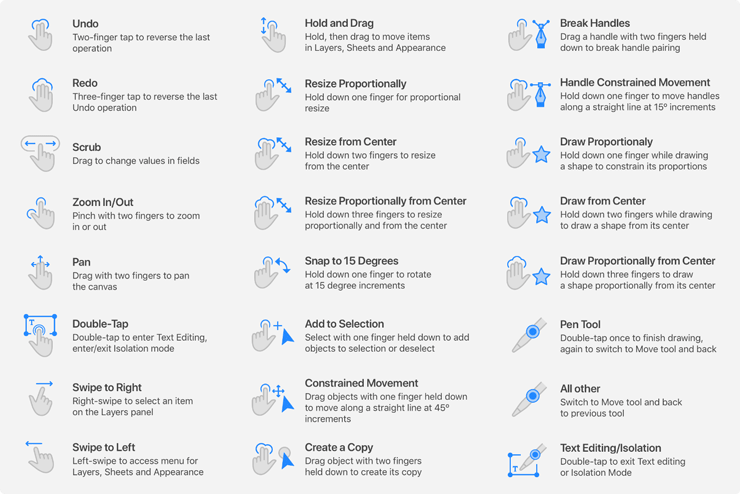 Undo
Two-finger tap to reverse the last
operation
Redo
Three-finger tap to reverse the last
Undo operation
Scrub
Drag to change values in fields
Zoom In/Out
Pinch with two fingers to zoom
in or out
Pan
Drag with two fingers to pan
the canvas
T
Double-Tap
Double-tap to enter Text Editing,
enter/exit Isolation mode
Swipe to Right
Right-swipe to select an item
on the Layers panel
Swipe to Left
Left-swipe to access menu for
Layers, Sheets and Appearance
Hold and Drag
Hold, then drag to move items
in Layers, Sheets and Appearance
Resize Proportionally
Hold down one finger for proportional
resize
Resize from Center
Hold down two fingers to resize
from the center
Resize Proportionally from Center
Hold down three fingers to resize
proportionally and from the center
Snap to 15 Degrees
Hold down one finger to rotate
at 15 degree increments
Add to Selection
Select with one finger held down to add
objects to selection or deselect
Constrained Movement
Drag objects with one finger held down
to move along a straight line at 45º
increments
Create a Copy
Drag object with two fingers
held down to create its copy
Break Handles
Drag a handle with two fingers held
down to break handle pairing
Handle Constrained Movement
Hold down one finger to move handles
along a straight line at 15º increments
Draw Proportionaly
Hold down one finger while drawing
a shape to constrain its proportions
Draw from Center
Hold down two fingers while drawing
to draw a shape from its center
Draw Proportionally from Center
Hold down three fingers to draw
a shape proportionally from its center
Pen Tool
Double-tap once to finish drawing,
again to switch to Move tool and back
All other
Switch to Move tool and back
to previous tool
T
Text Editing/Isolation
Double-tap to exit Text editing
or Isolation Mode